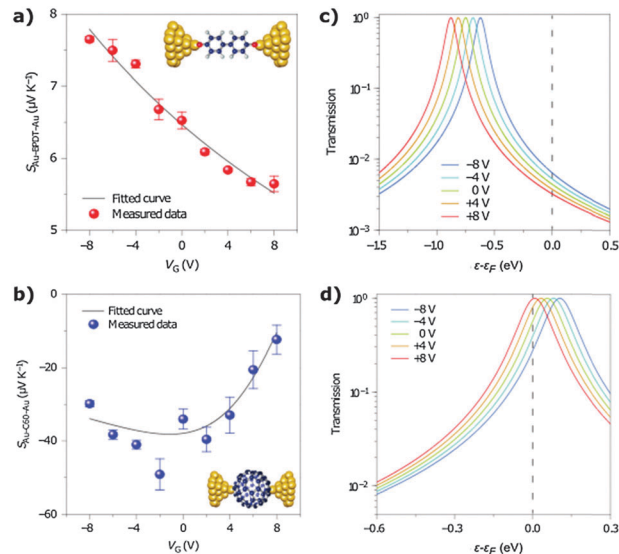 a)
S_Au-BPDT-Au (μV K⁻¹)
8
7
6
5
Fitted curve
Measured data
-8 -4 0 4 8
V_G (V)
b)
S_Au-C60-Au (μV K⁻¹)
0
-20
-40
-60
Fitted curve
Measured data
-8 -4 0 4 8
V_G (V)
c)
Transmission
10⁰
10⁻¹
10⁻²
10⁻³
−8 V
−4 V
0 V
+4 V
+8 V
-1.5 -1.0 -0.5 0.0 0.5
ε-ε_F (eV)
d)
Transmission
10⁰
10⁻¹
10⁻²
−8 V
−4 V
0 V
+4 V
+8 V
-0.6 -0.3 0.0 0.3
ε-ε_F (eV)